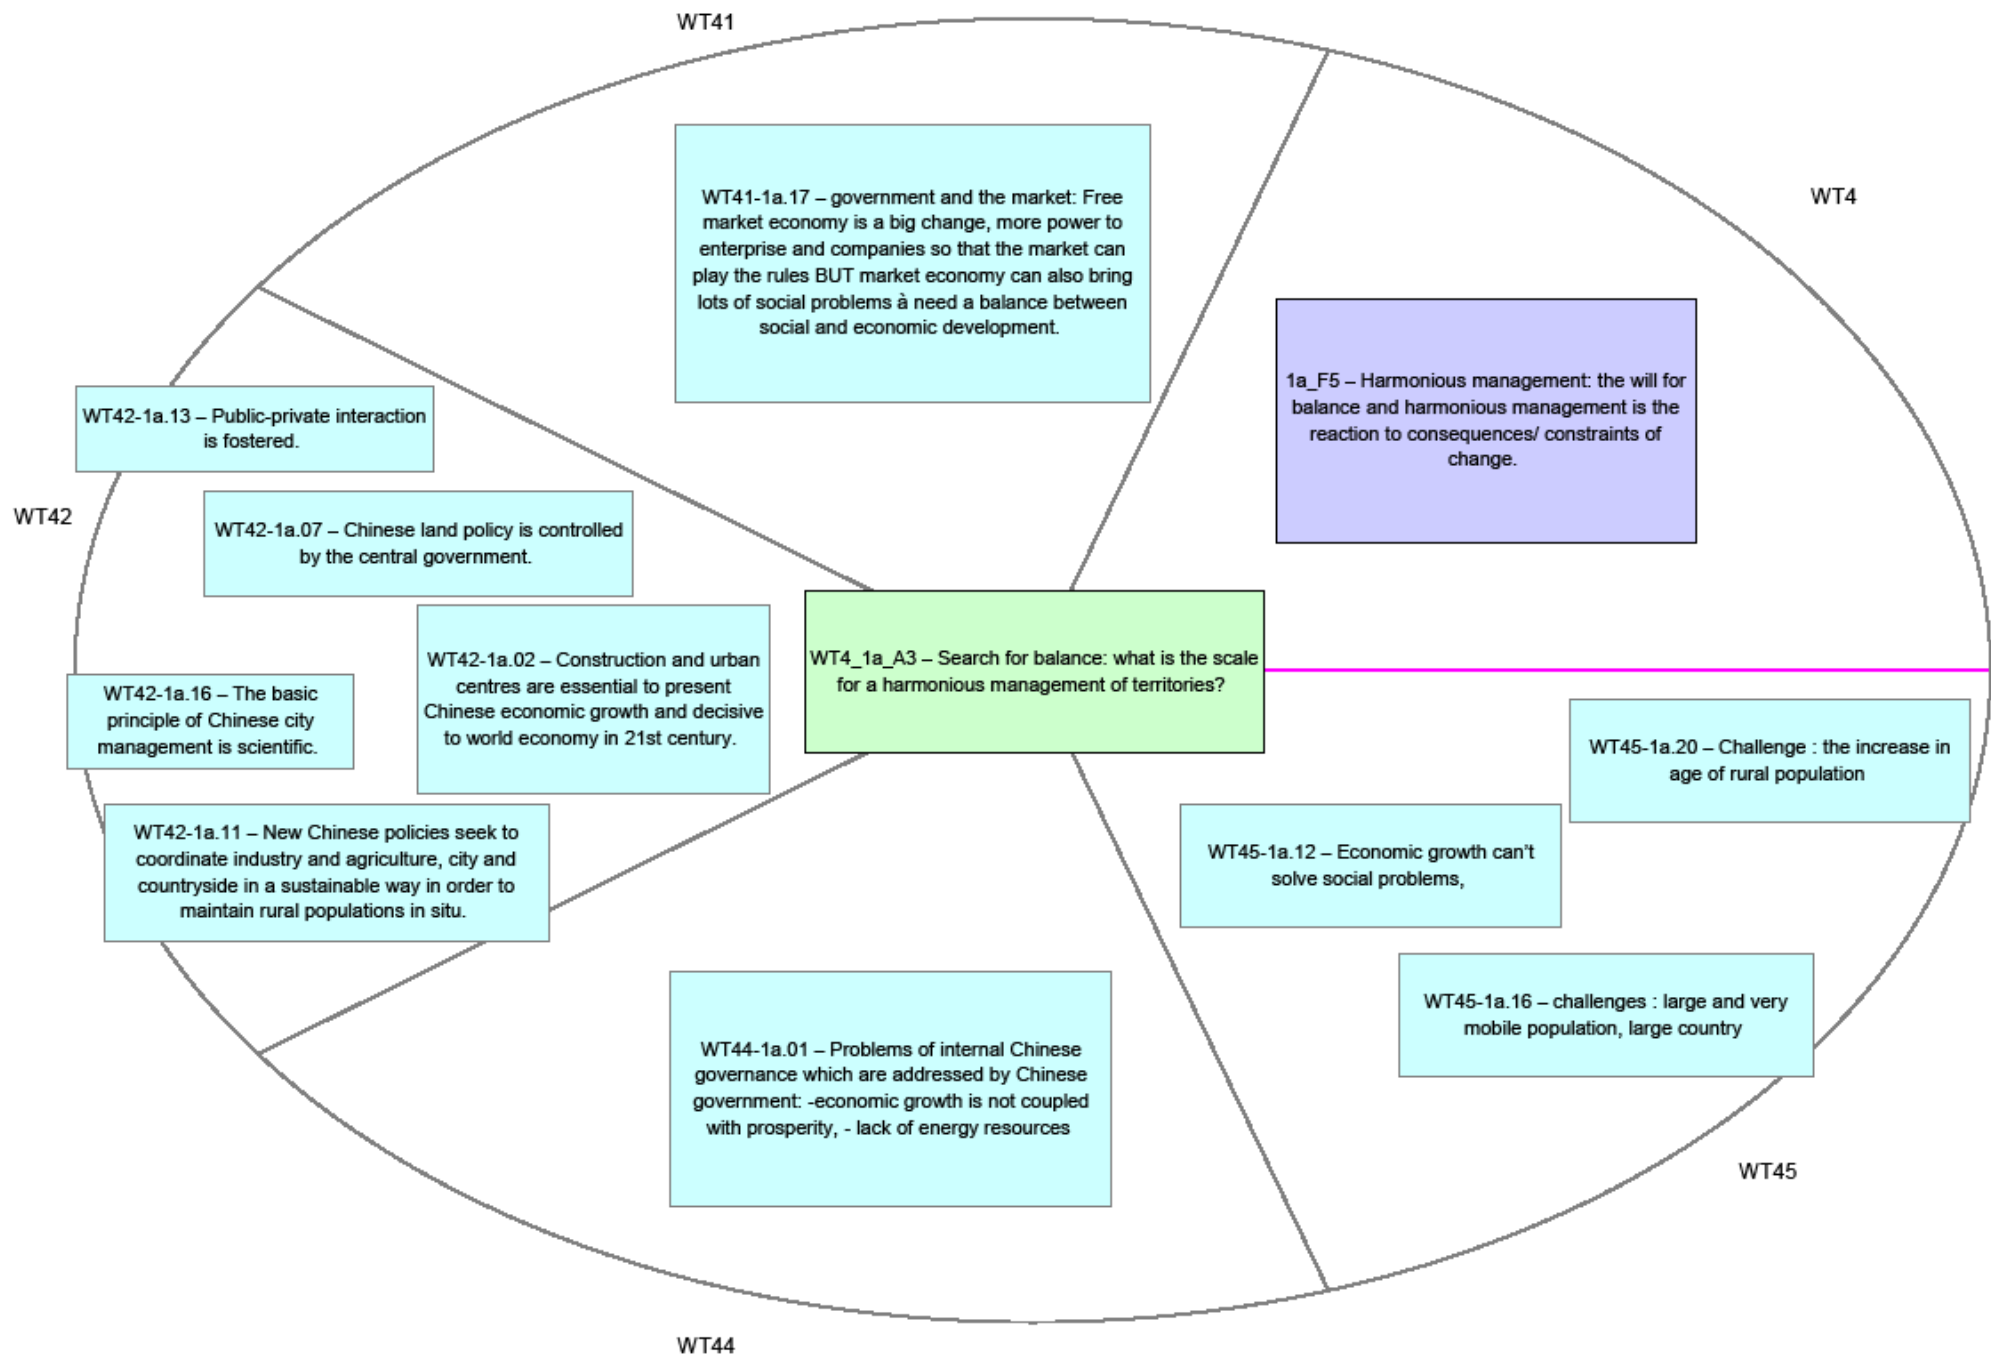 WT41
WT4
WT41-1a.17 – government and the market: Free
market economy is a big change, more power to
enterprise and companies so that the market can
play the rules BUT market economy can also bring
lots of social problems à need a balance between
social and economic development.
1a_F5 – Harmonious management: the will for
balance and harmonious management is the
reaction to consequences/ constraints of
change.
WT42-1a.13 – Public-private interaction
is fostered.
WT42
WT42-1a.07 – Chinese land policy is controlled
by the central government.
WT42-1a.02 – Construction and urban
centres are essential to present
Chinese economic growth and decisive
to world economy in 21st century.
WT4_1a_A3 – Search for balance: what is the scale
for a harmonious management of territories?
WT42-1a.16 – The basic
principle of Chinese city
management is scientific.
WT45-1a.20 – Challenge : the increase in
age of rural population
WT42-1a.11 – New Chinese policies seek to
coordinate industry and agriculture, city and
countryside in a sustainable way in order to
maintain rural populations in situ.
WT45-1a.12 – Economic growth can't
solve social problems,
WT45-1a.16 – challenges : large and very
mobile population, large country
WT44-1a.01 – Problems of internal Chinese
governance which are addressed by Chinese
government: -economic growth is not coupled
with prosperity, - lack of energy resources
WT45
WT44